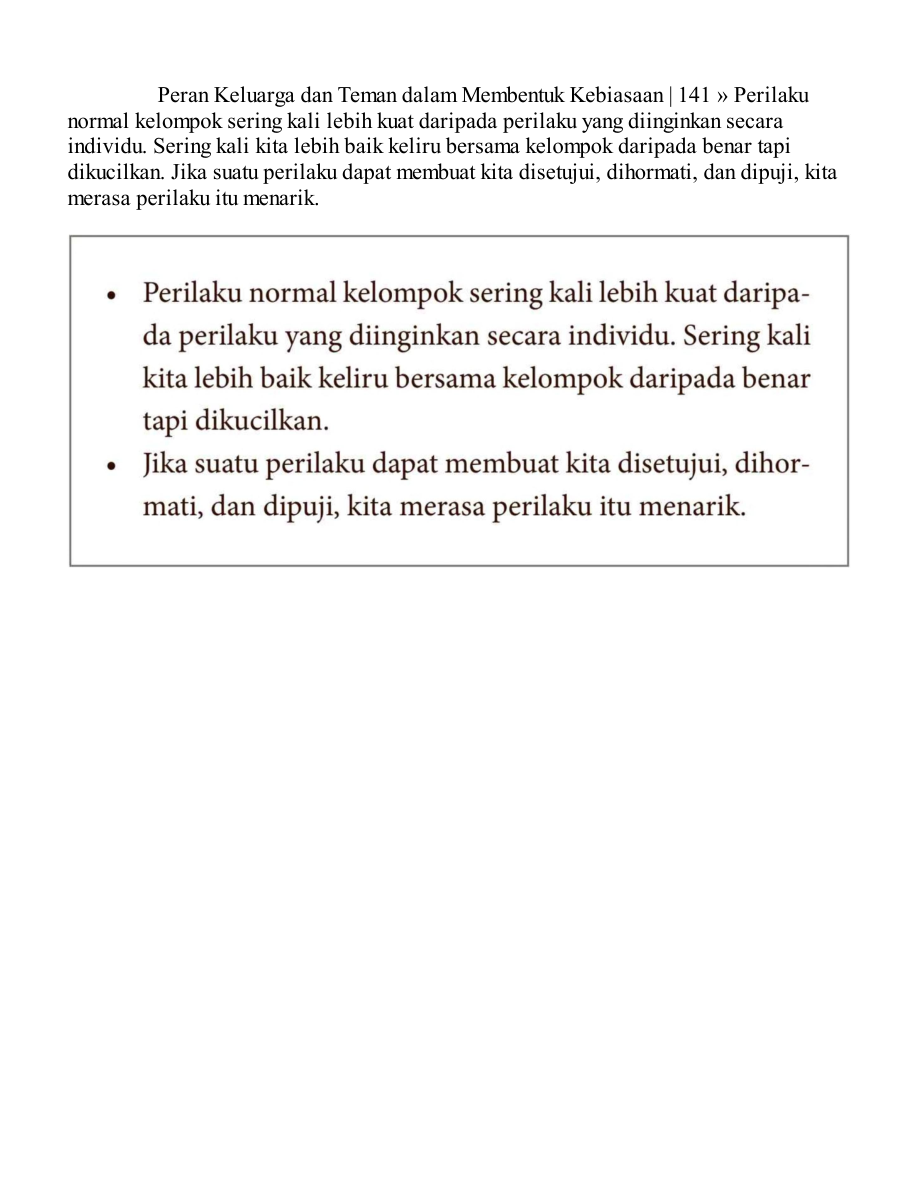 Peran Keluarga dan Teman dalam Membentuk Kebiasaan | 141 » Perilaku
normal kelompok sering kali lebih kuat daripada perilaku yang diinginkan secara
individu. Sering kali kita lebih baik keliru bersama kelompok daripada benar tapi
dikucilkan. Jika suatu perilaku dapat membuat kita disetujui, dihormati, dan dipuji, kita
merasa perilaku itu menarik.
• Perilaku normal kelompok sering kali lebih kuat daripa-
da perilaku yang diinginkan secara individu. Sering kali
kita lebih baik keliru bersama kelompok daripada benar
tapi dikucilkan.
• Jika suatu perilaku dapat membuat kita disetujui, dihor-
mati, dan dipuji, kita merasa perilaku itu menarik.